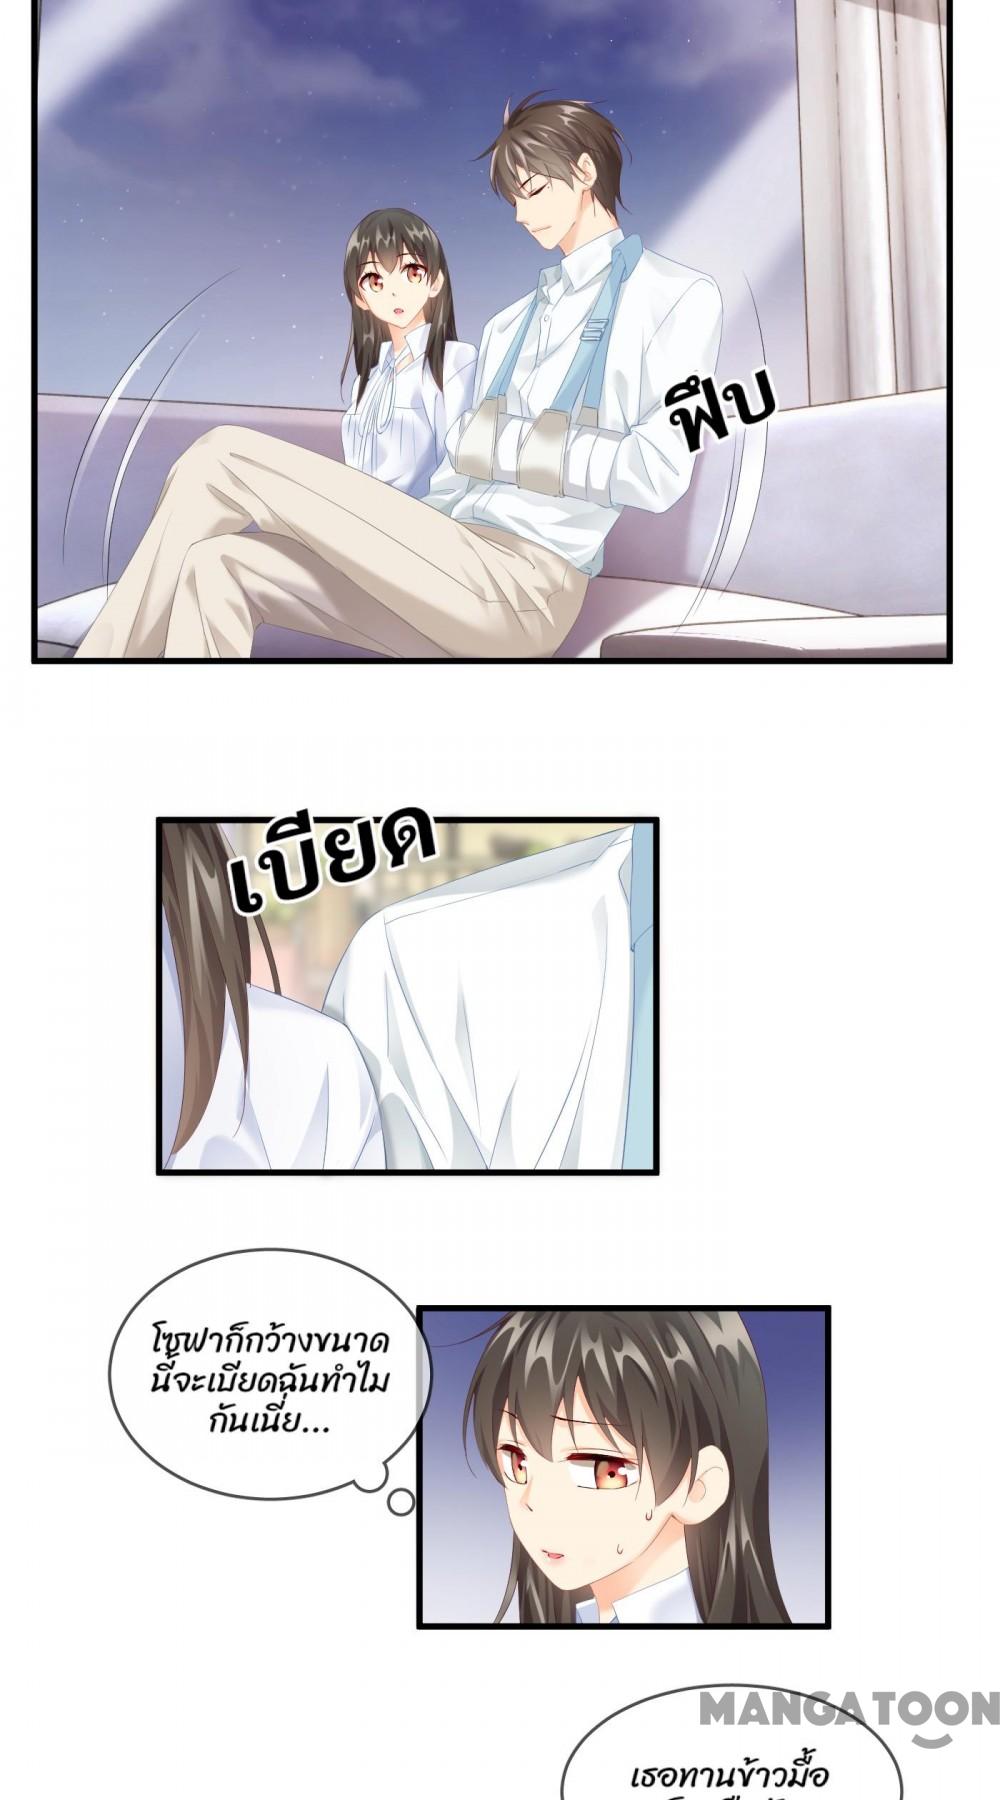 ฟึบ
เบียด
โซฟาก็กว้างขนาด
นี้จะเบียดฉันทำไม
กันเนี่ย...
MANGATOON
เธอทานข้าวมื้อ